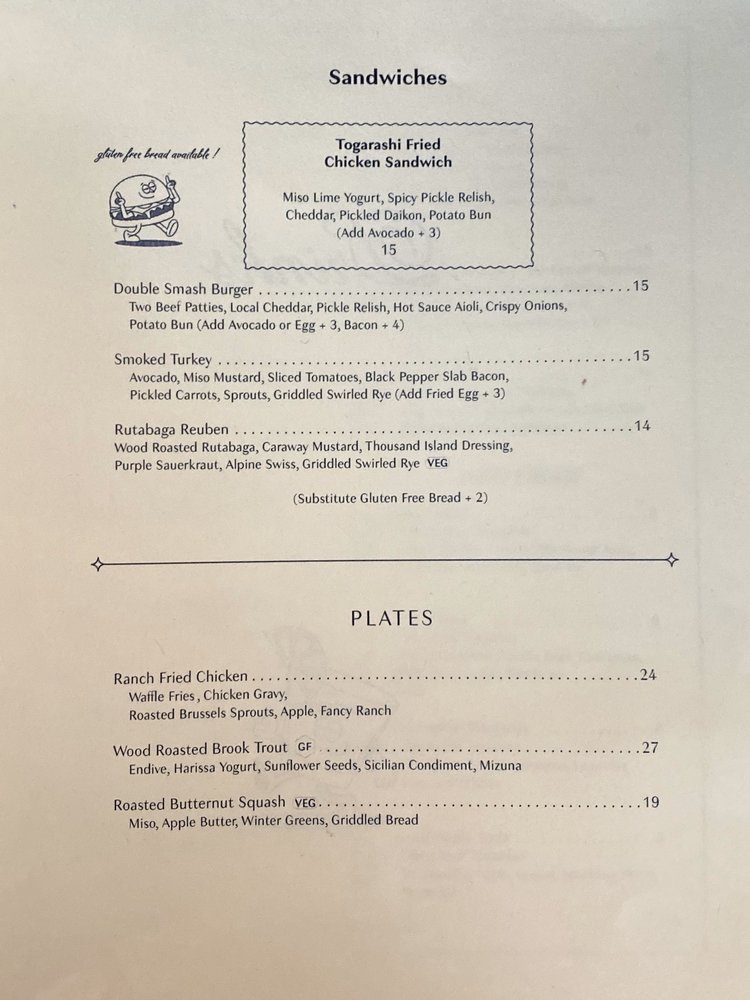 Sandwiches
gluten free bread available !
Togarashi Fried
Chicken Sandwich
Miso Lime Yogurt, Spicy Pickle Relish,
Cheddar, Pickled Daikon, Potato Bun
(Add Avocado + 3)
15
Double Smash Burger ........................................ 15
Two Beef Patties, Local Cheddar, Pickle Relish, Hot Sauce Aioli, Crispy Onions,
Potato Bun (Add Avocado or Egg + 3, Bacon + 4)
Smoked Turkey ........................................ 15
Avocado, Miso Mustard, Sliced Tomatoes, Black Pepper Slab Bacon,
Pickled Carrots, Sprouts, Griddled Swirled Rye (Add Fried Egg + 3)
Rutabaga Reuben ........................................ 14
Wood Roasted Rutabaga, Caraway Mustard, Thousand Island Dressing,
Purple Sauerkraut, Alpine Swiss, Griddled Swirled Rye VEG
(Substitute Gluten Free Bread + 2)
PLATES
Ranch Fried Chicken ........................................ 24
Waffle Fries , Chicken Gravy,
Roasted Brussels Sprouts, Apple, Fancy Ranch
Wood Roasted Brook Trout GF ........................................ 27
Endive, Harissa Yogurt, Sunflower Seeds, Sicilian Condiment, Mizuna
Roasted Butternut Squash VEG ........................................ 19
Miso, Apple Butter, Winter Greens, Griddled Bread